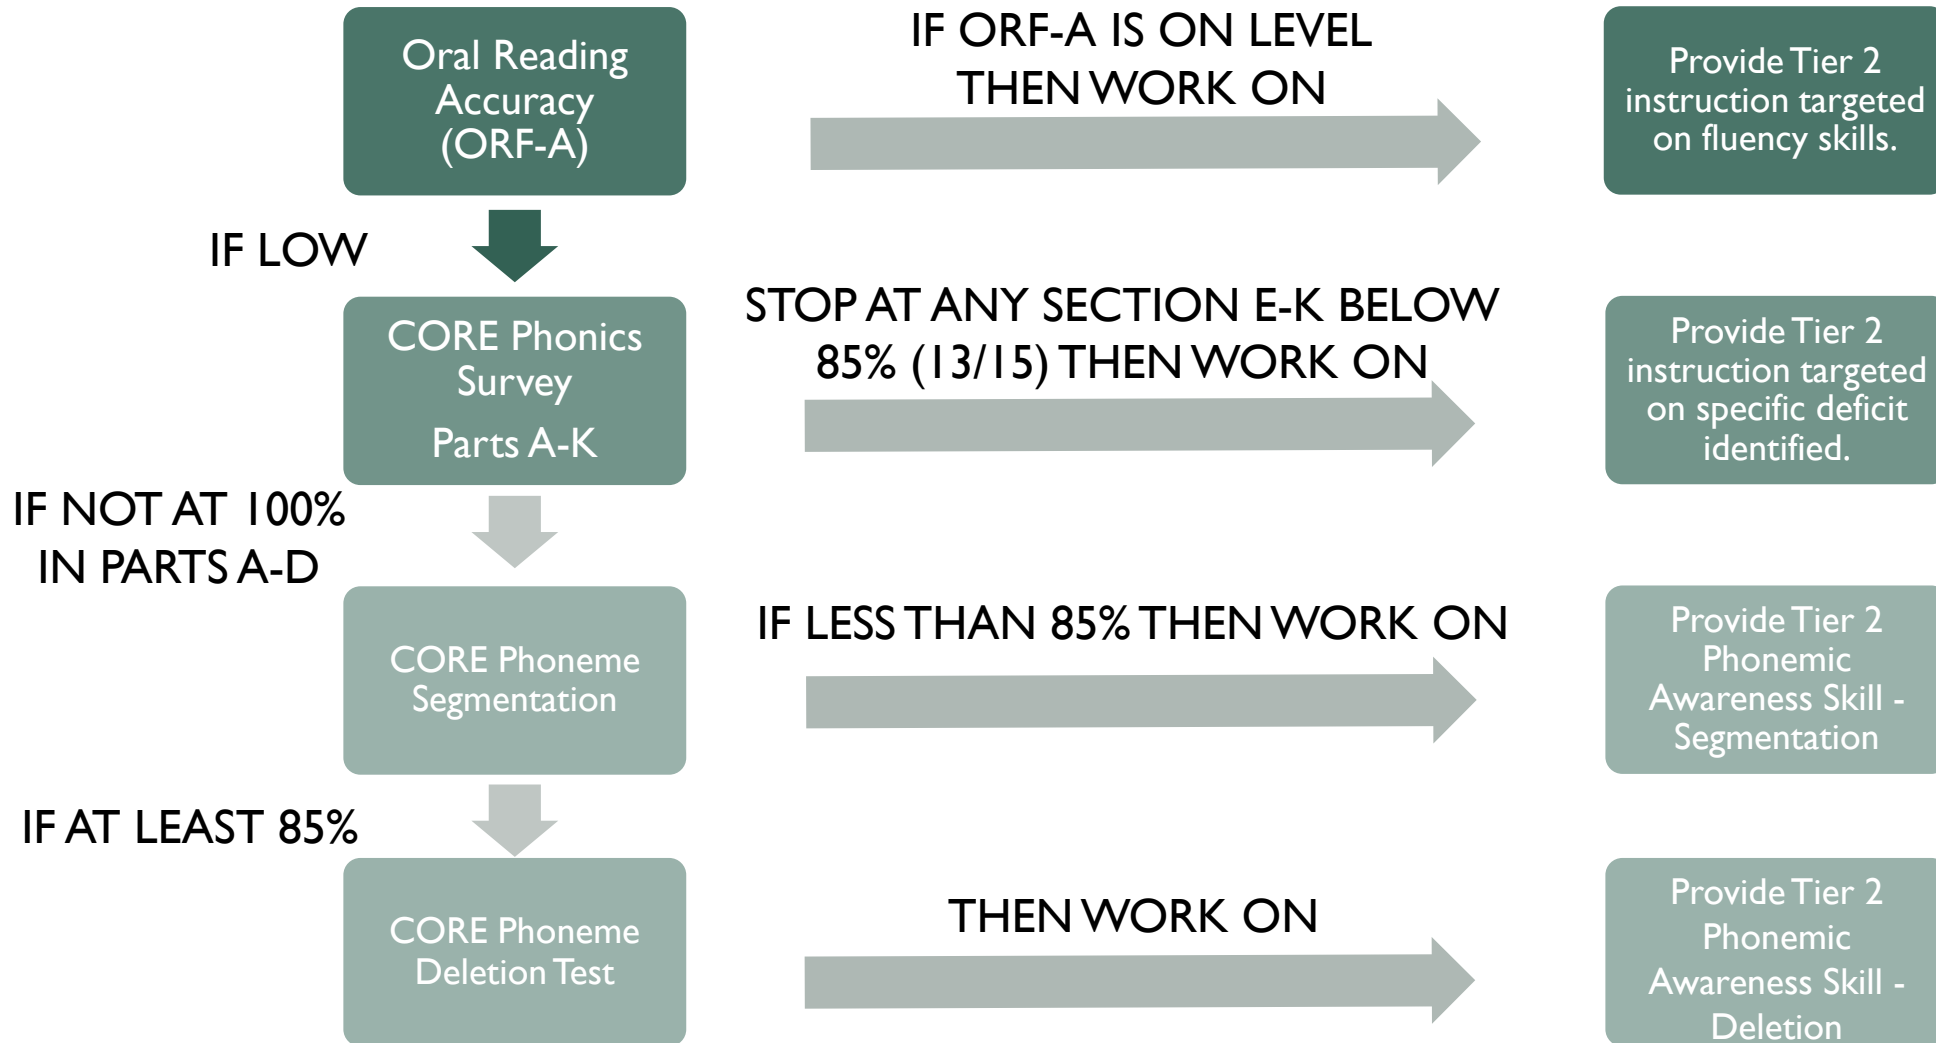 Oral Reading
Accuracy
(ORF-A)
IF ORF-A IS ON LEVEL
THEN WORK ON
Provide Tier 2
instruction targeted
on fluency skills.
IF LOW
CORE Phonics
Survey
Parts A-K
STOP AT ANY SECTION E-K BELOW
85% (13/15) THEN WORK ON
Provide Tier 2
instruction targeted
on specific deficit
identified.
IF NOT AT 100%
IN PARTS A-D
CORE Phoneme
Segmentation
IF LESS THAN 85% THEN WORK ON
Provide Tier 2
Phonemic
Awareness Skill -
Segmentation
IF AT LEAST 85%
CORE Phoneme
Deletion Test
THEN WORK ON
Provide Tier 2
Phonemic
Awareness Skill -
Deletion